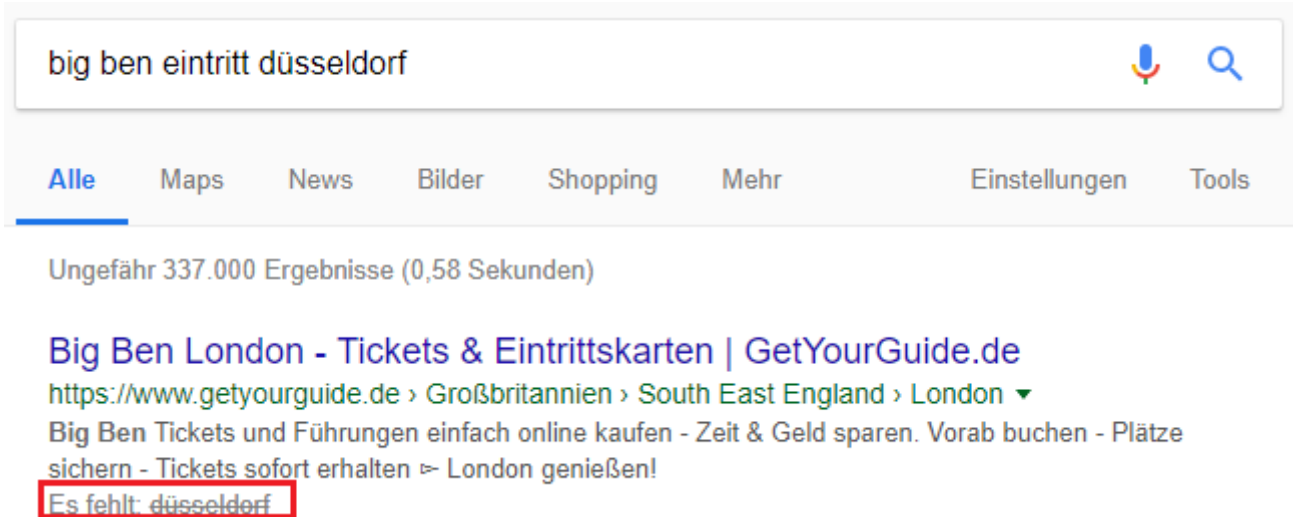 big ben eintritt düsseldorf
Alle Maps News Bilder Shopping Mehr Einstellungen Tools
Ungefähr 337.000 Ergebnisse (0,58 Sekunden)
Big Ben London - Tickets & Eintrittskarten | GetYourGuide.de
https://www.getyourguide.de › Großbritannien › South East England › London ▼
Big Ben Tickets und Führungen einfach online kaufen - Zeit & Geld sparen. Vorab buchen - Plätze
sichern - Tickets sofort erhalten ⊳ London genießen!
Es fehlt: düsseldorf